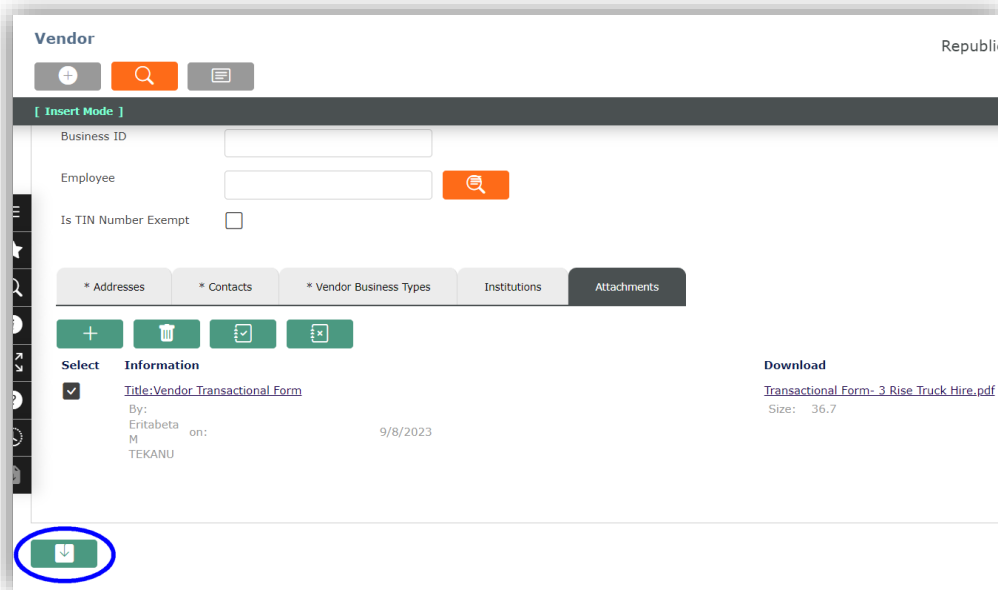 Vendor
Republi
[ Insert Mode ]
Business ID
Employee
Is TIN Number Exempt
* Addresses
* Contacts
* Vendor Business Types
Institutions
Attachments
Select
Information
Download
Title:Vendor Transactional Form
Transactional Form- 3 Rise Truck Hire.pdf
By:
Size: 36.7
Eritabeta
M
on:
9/8/2023
TEKANU